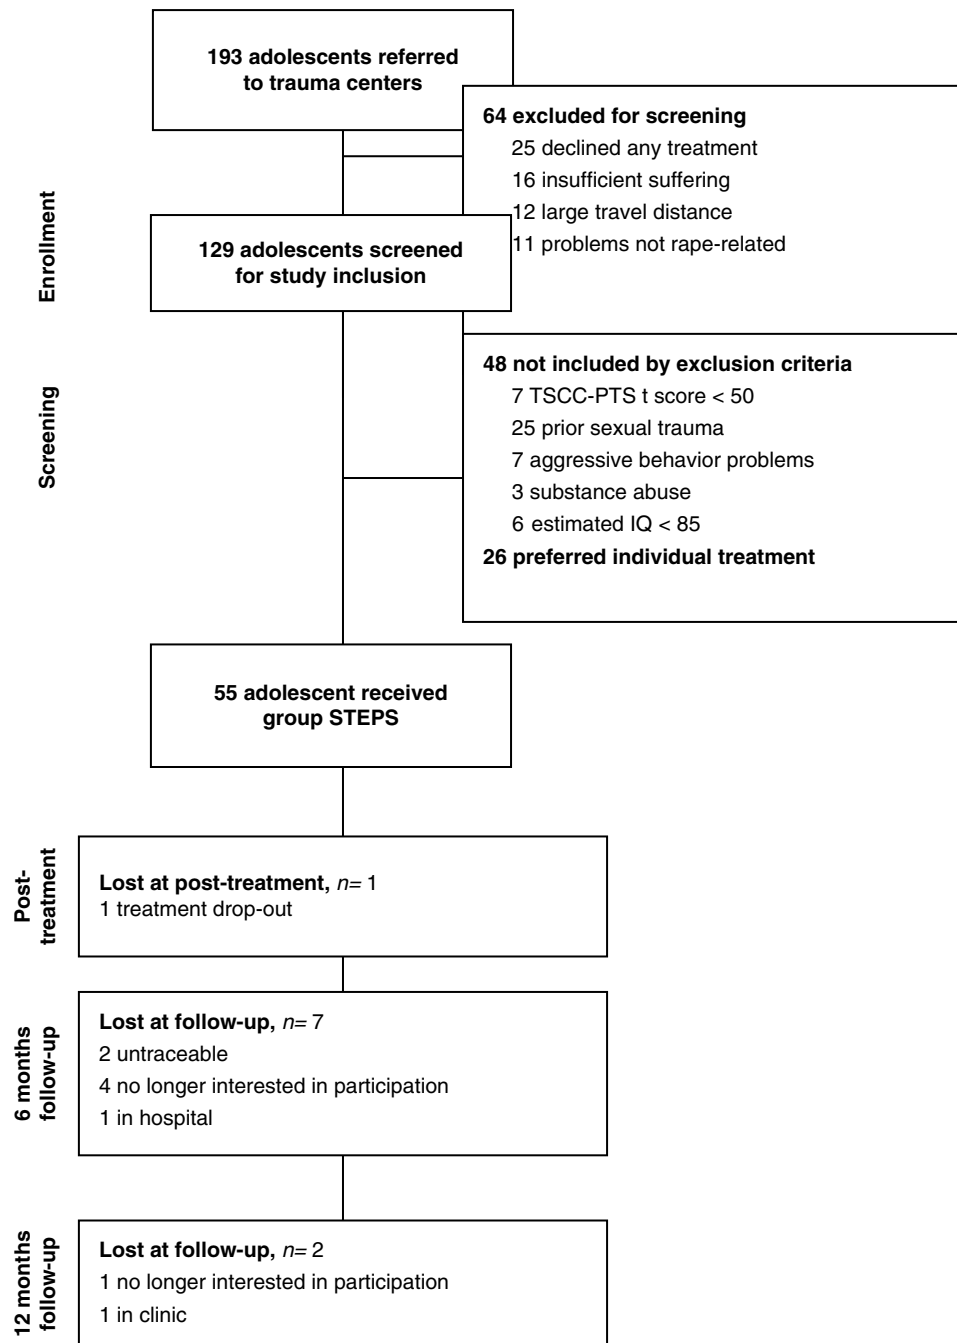 193 adolescents referred
to trauma centers
64 excluded for screening
25 declined any treatment
16 insufficient suffering
12 large travel distance
11 problems not rape-related
Enrollment
129 adolescents screened
for study inclusion
Screening
48 not included by exclusion criteria
7 TSCC-PTS t score < 50
25 prior sexual trauma
7 aggressive behavior problems
3 substance abuse
6 estimated IQ < 85
26 preferred individual treatment
55 adolescent received
group STEPS
Post-
treatment
Lost at post-treatment, n= 1
1 treatment drop-out
6 months
follow-up
Lost at follow-up, n= 7
2 untraceable
4 no longer interested in participation
1 in hospital
12 months
follow-up
Lost at follow-up, n= 2
1 no longer interested in participation
1 in clinic